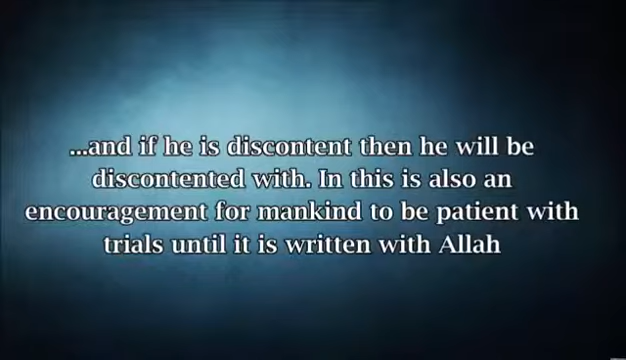 ...and if he is discontent then he will be
discontented with. In this is also an
encouragement for mankind to be patient with
trials until it is written with Allah